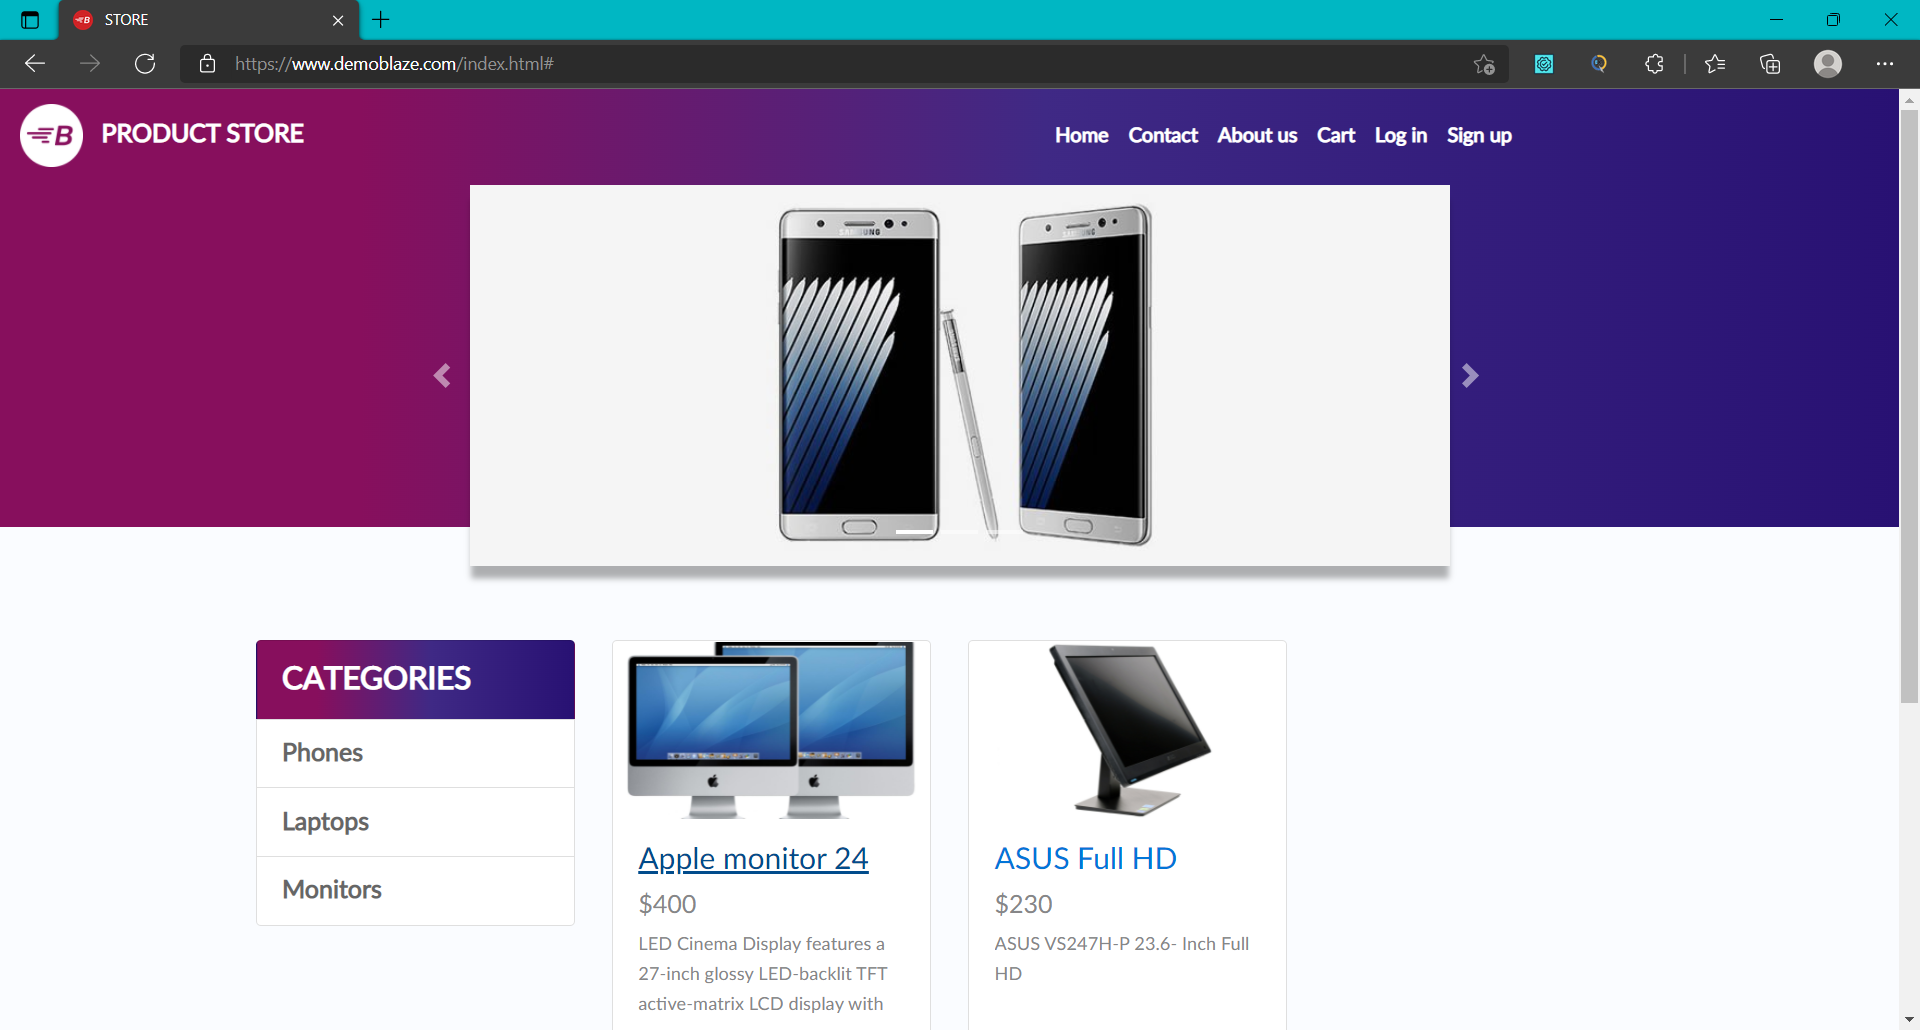 STORE
https://www.demoblaze.com/index.html#
B PRODUCT STORE
Home Contact About us Cart Log in Sign up
SAMSUNG
CATEGORIES
Phones
Laptops
Monitors
Apple monitor 24
$400
LED Cinema Display features a
27-inch glossy LED-backlit TFT
active-matrix LCD display with
ASUS Full HD
$230
ASUS VS247H-P 23.6- Inch Full
HD